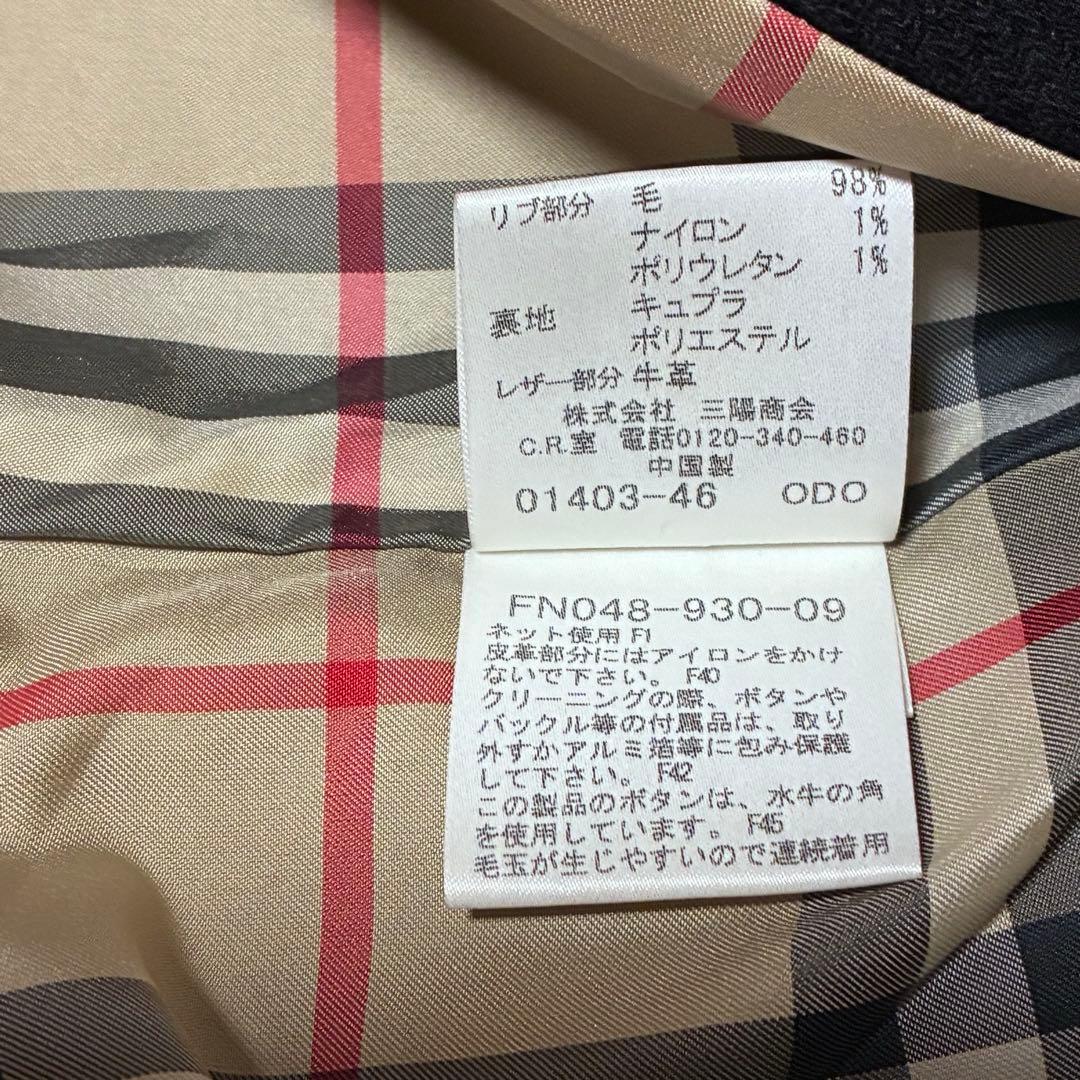 リブ部分 毛 98%
ナイロン 1%
ポリウレタン 1%
裏地 キュプラ
ポリエステル
レザー部分 牛革
株式会社 三陽商会
C.R.室 電話0120-340-460
中国製
01403-46 ODO
FN048-930-09
ネット使用 F1
皮革部分にはアイロンをかけ
ないで下さい。 F40
クリーニングの際、ボタンや
バックル等の付属品は、取り
外すかアルミ箔等に包み保護
して下さい。 F42
この製品のボタンは、水牛の角
を使用しています。 F45
毛玉が生じやすいので連続着用